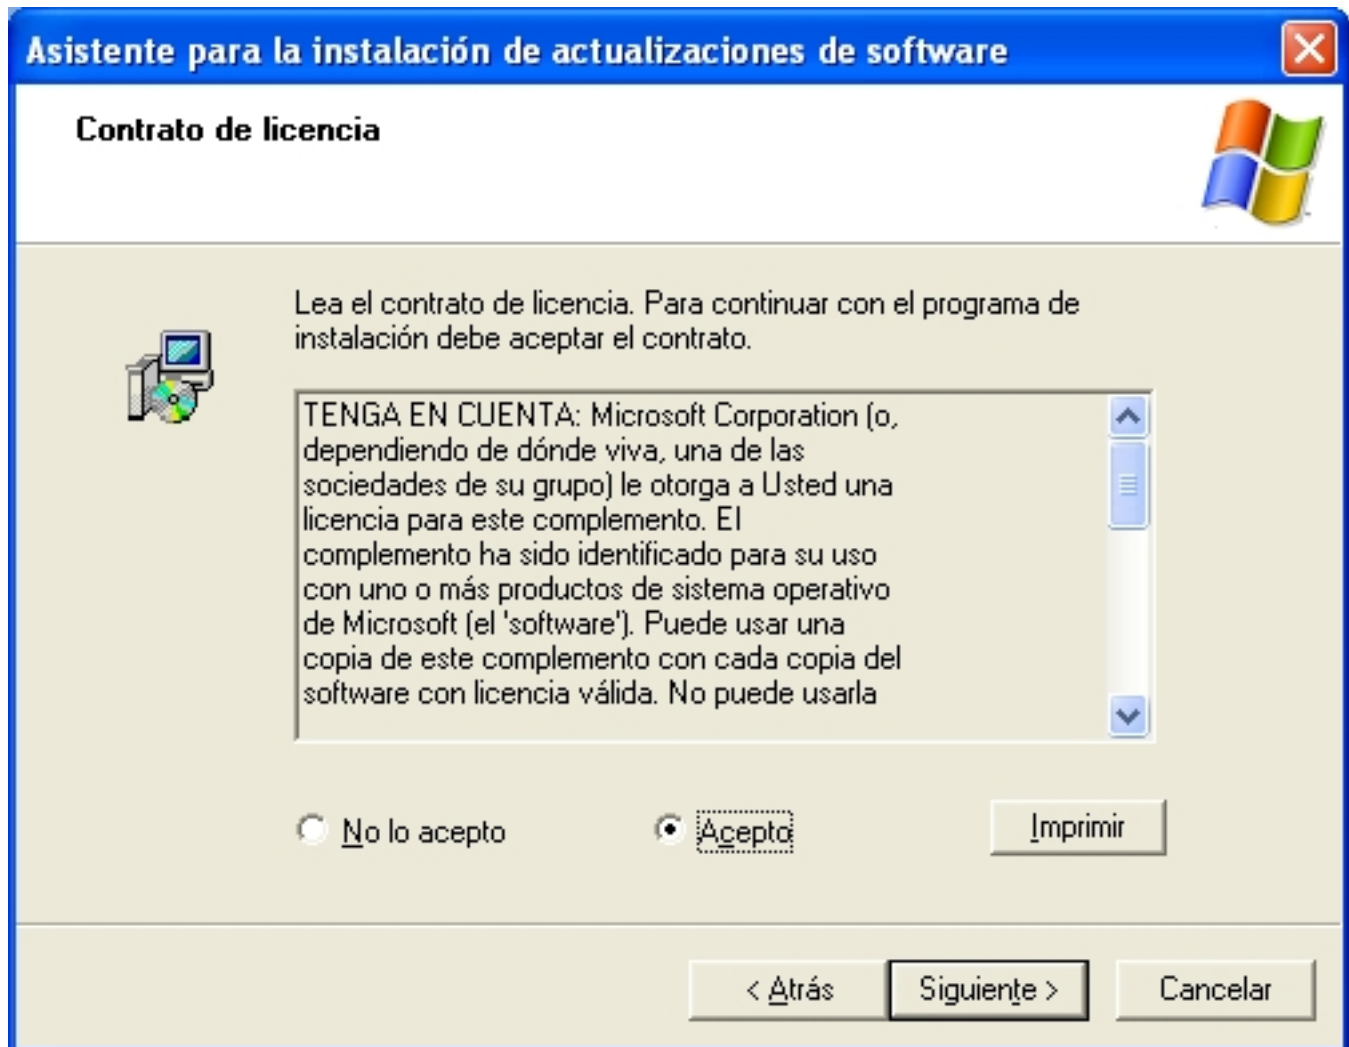 Asistente para la instalación de actualizaciones de software
Contrato de licencia
Lea el contrato de licencia. Para continuar con el programa de
instalación debe aceptar el contrato.
TENGA EN CUENTA: Microsoft Corporation (o,
dependiendo de dónde viva, una de las
sociedades de su grupo) le otorga a Usted una
licencia para este complemento. El
complemento ha sido identificado para su uso
con uno o más productos de sistema operativo
de Microsoft (el 'software'). Puede usar una
copia de este complemento con cada copia del
software con licencia válida. No puede usarla
No lo acepto
Acepto
Imprimir
< Atrás
Siguiente >
Cancelar